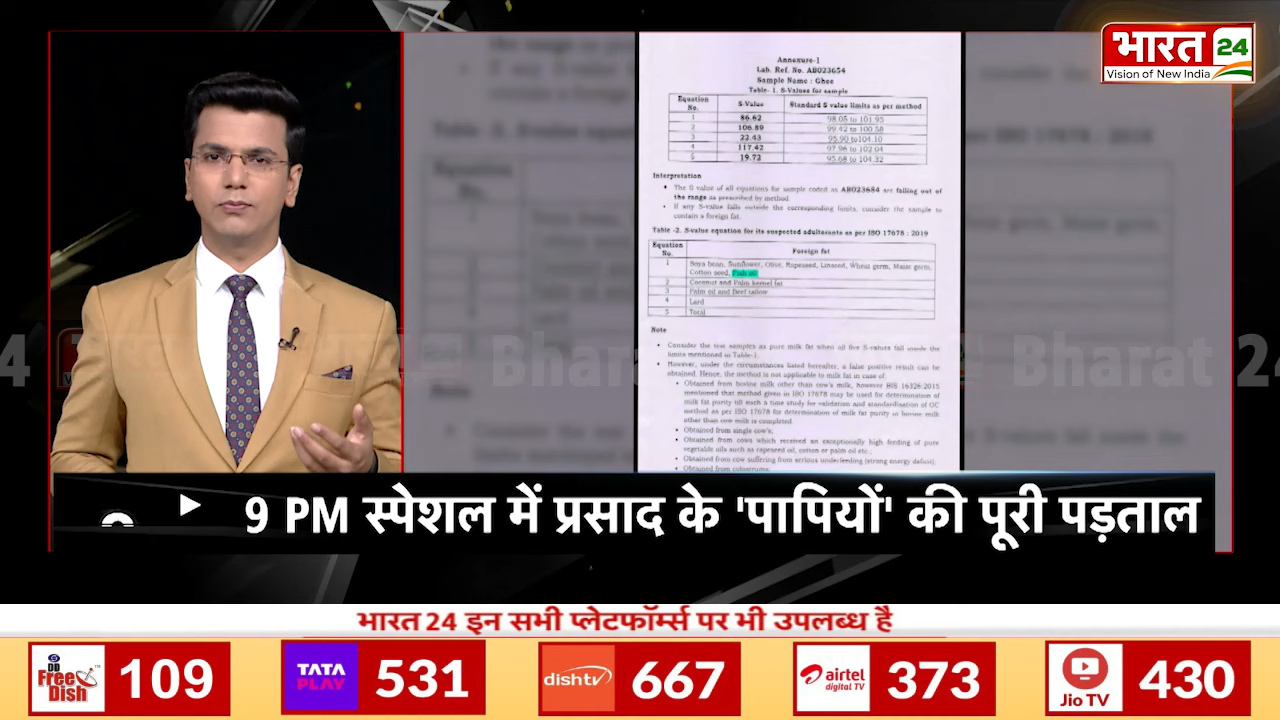 भारत 24
Vision of New India
Annexure-1
Lab. Ref. No. AB023654
Sample Name : Ghee
Table- 1. S-Values for sample
Equation No. S-Value Standard S value limits as per method
1 86.62 98.05 to 101.95
2 106.89 99.42 to 100.58
3 22.43 95.90 to104.10
4 117.42 97.96 to 102.04
5 19.72 95.68 to 104.32
Interpretation
• The S value of all equations for sample coded as AB023654 are falling out of
the range as prescribed by method.
• If any S-value falls outside the corresponding limits, consider the sample to
contain a foreign fat.
Table -2. S-value equation for its suspected adulterants as per ISO 17678 : 2019
Equation No. Foreign fat
1 Soya bean, Sunflower, Olive, Rapeseed, Linseed, Wheat germ, Maize germ,
Cotton seed, Fish oil
2 Coconut and Palm kernel fat
3 Palm oil and Beef tallow
4 Lard
5 Total
Note
• Consider the test samples as pure milk fat when all five S-values fall inside the
limits mentioned in Table-1.
• However, under the circumstances listed hereafter, a false positive result can be
obtained. Hence, the method is not applicable to milk fat in case of
• Obtained from bovine milk other than cow's milk, however BIS 16326:2015
mentioned that method given in ISO 17678 may be used for determination of
milk fat purity till such a time study for validation and standardisation of GC
method as per ISO 17678 for determination of milk fat purity in bovine milk
other than cow milk is completed.
• Obtained from single cow's;
• Obtained from cows which received an exceptionally high feeding of pure
vegetable oils such as rapeseed oil, cotton or palm oil etc.,
• Obtained from cow suffering from serious underfeeding (strong energy defisit);
• Obtained from colostrums;
9 PM स्पेशल में प्रसाद के 'पापियों' की पूरी पड़ताल
भारत 24 इन सभी प्लेटफॉर्म्स पर भी उपलब्ध है
DD Free Dish 109
TATA PLAY 531
dishtv 667
airtel digital TV 373
JioTV 430